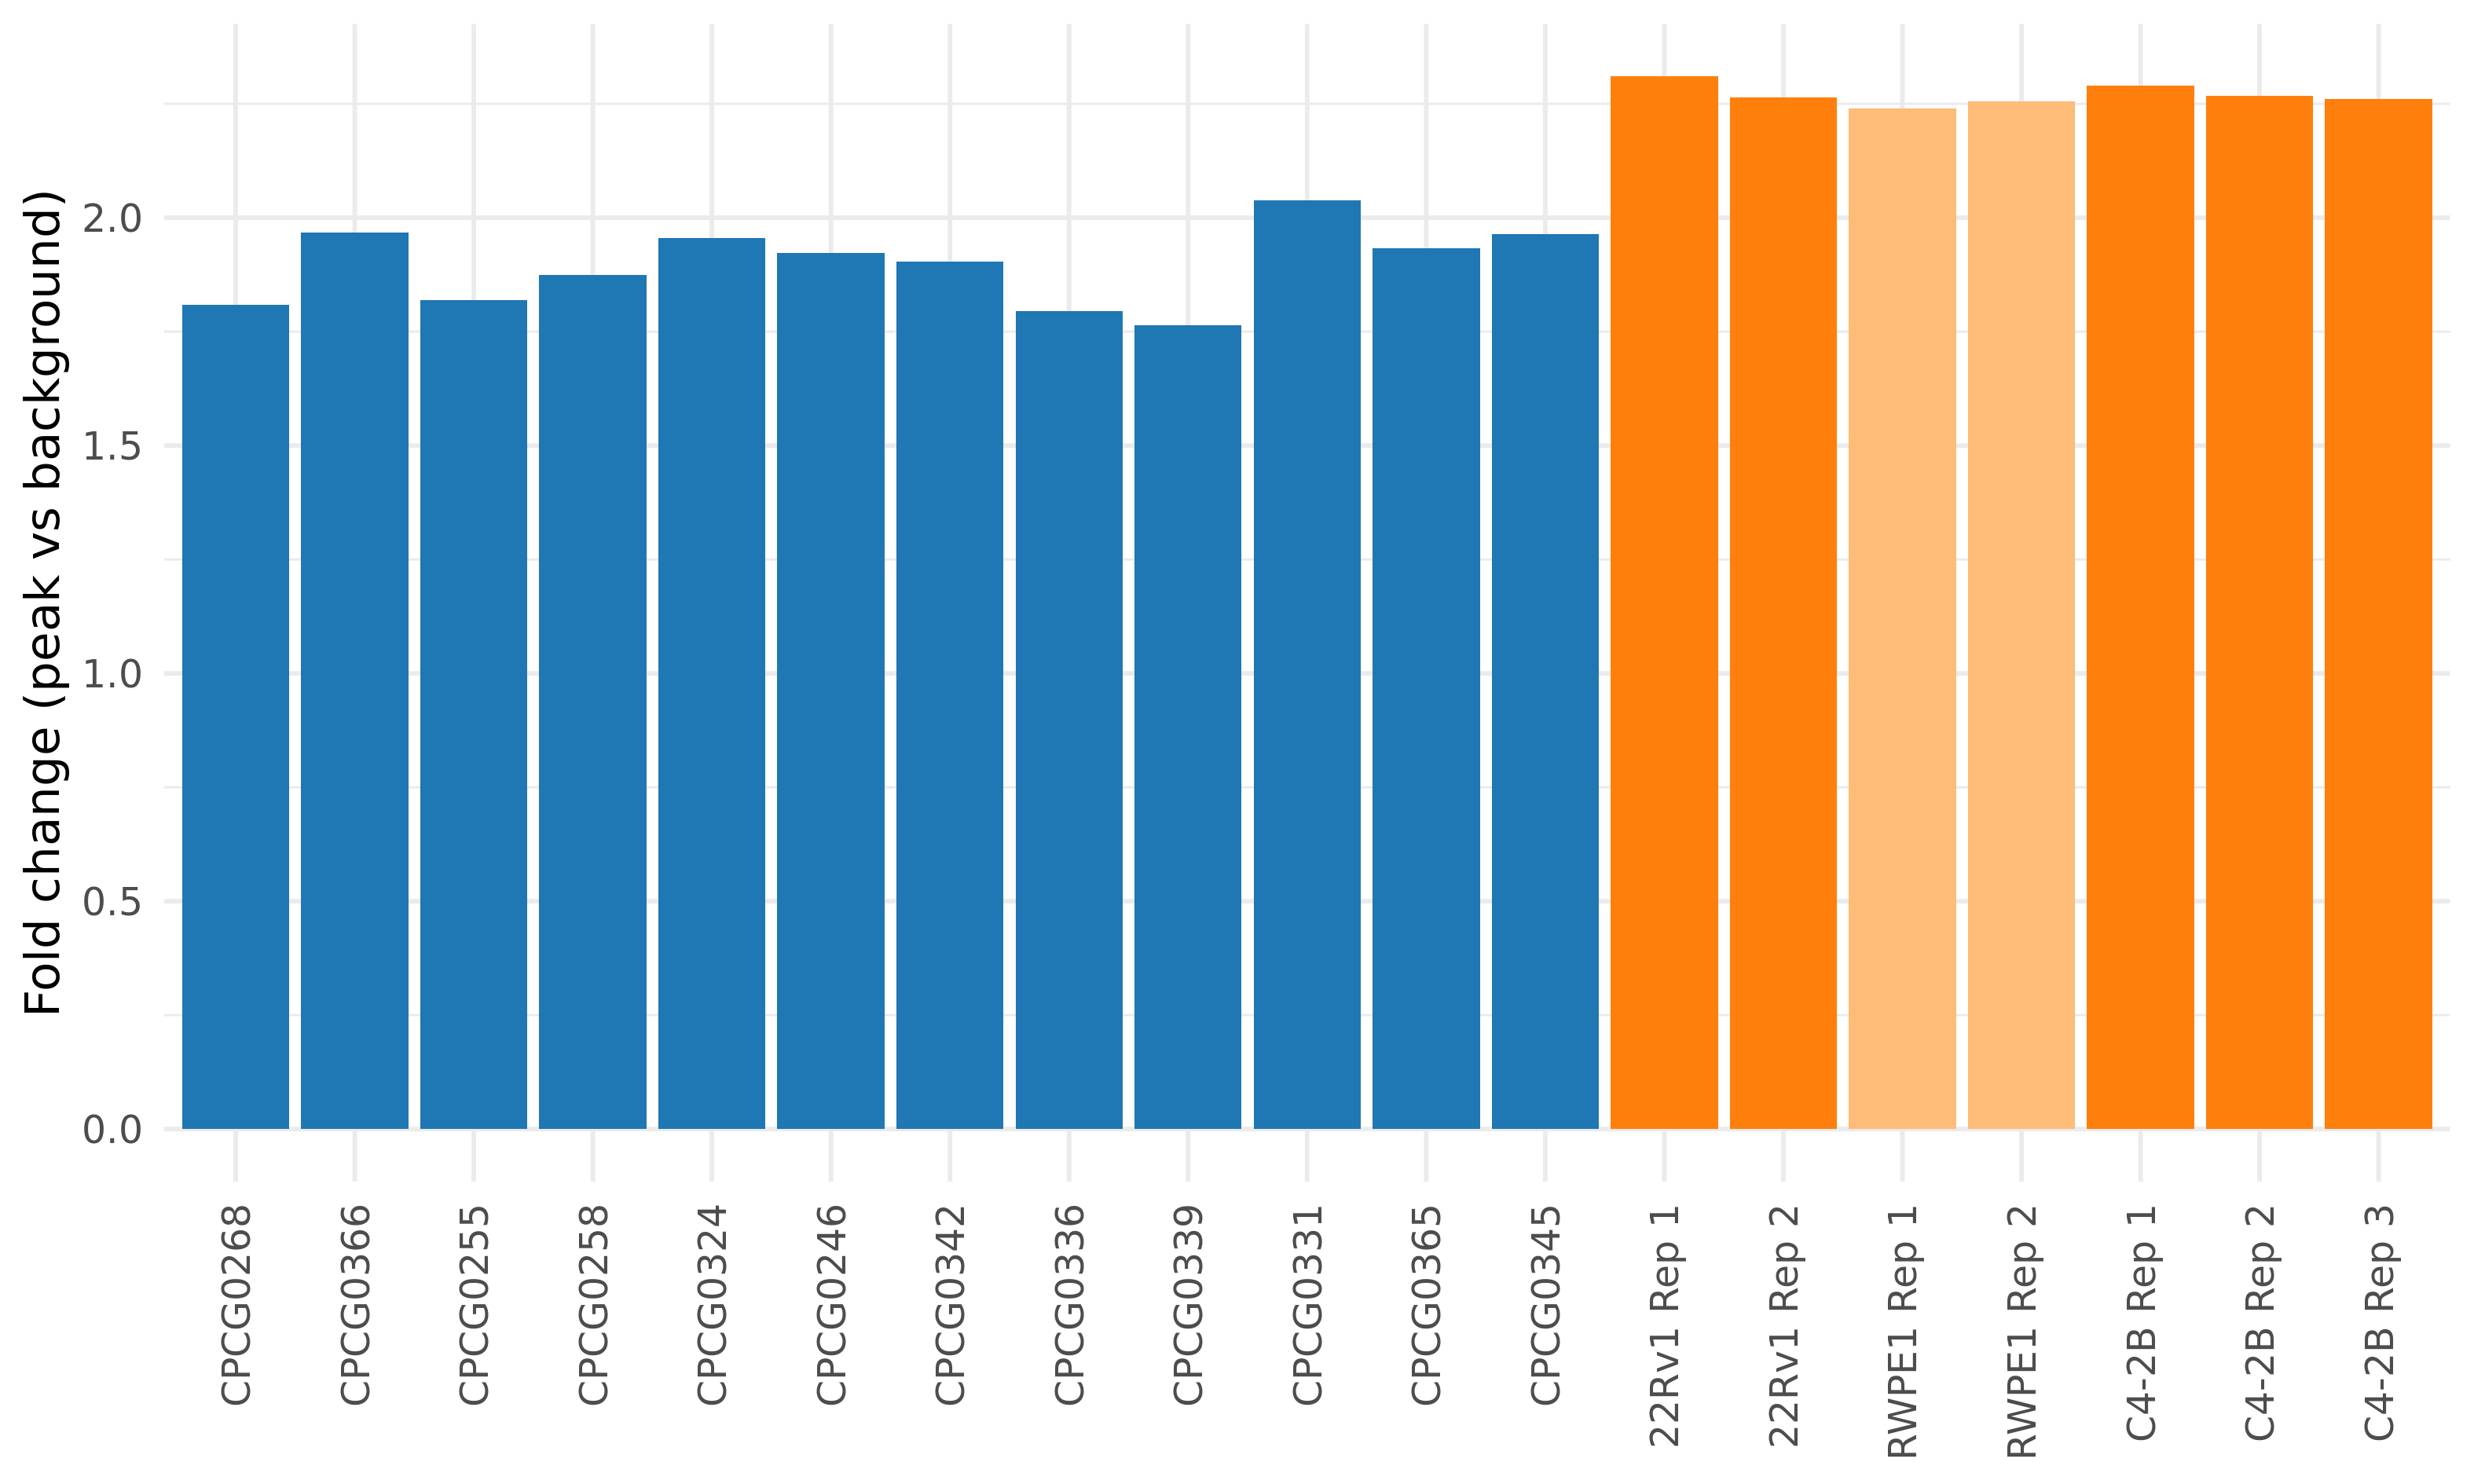 Fold change (peak vs background)
2.0
1.5
1.0
0.5
0.0
CPCG0268
CPCG0366
CPCG0255
CPCG0258
CPCG0324
CPCG0246
CPCG0342
CPCG0336
CPCG0339
CPCG0331
CPCG0365
CPCG0345
22Rv1 Rep 1
22Rv1 Rep 2
RWPE1 Rep 1
RWPE1 Rep 2
C4-2B Rep 1
C4-2B Rep 2
C4-2B Rep 3